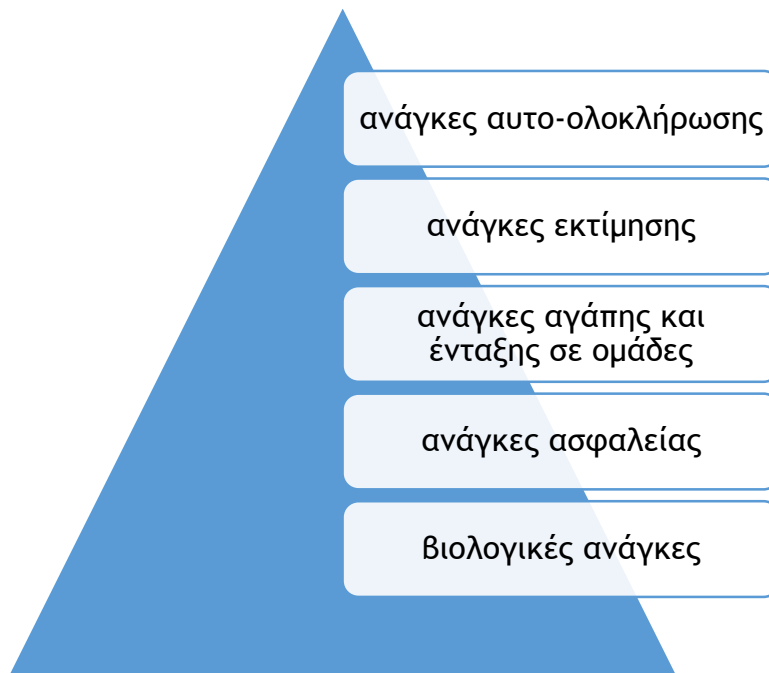 ανάγκες αυτο-ολοκλήρωσης
ανάγκες εκτίμησης
ανάγκες αγάπης και
ένταξης σε ομάδες
ανάγκες ασφαλείας
βιολογικές ανάγκες